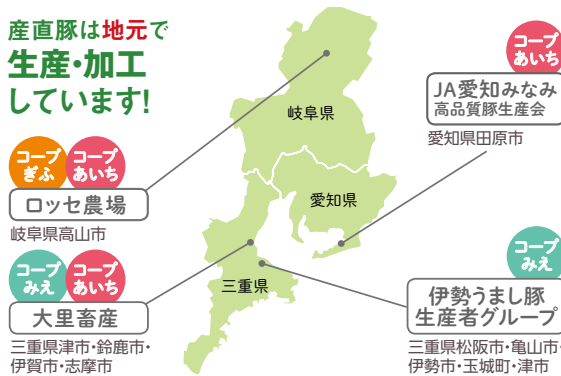 産直豚は地元で
生産・加工
しています!
コープ
ぎふ
コープ
あいち
ロッセ農場
岐阜県高山市
コープ
みえ
コープ
あいち
大里畜産
三重県津市・鈴鹿市・
伊賀市・志摩市
岐阜県
愛知県
三重県
コープ
あいち
JA愛知みなみ
高品質豚生産会
愛知県田原市
コープ
みえ
伊勢うまし豚
生産者グループ
三重県松阪市・亀山市・
伊勢市・玉城町・津市